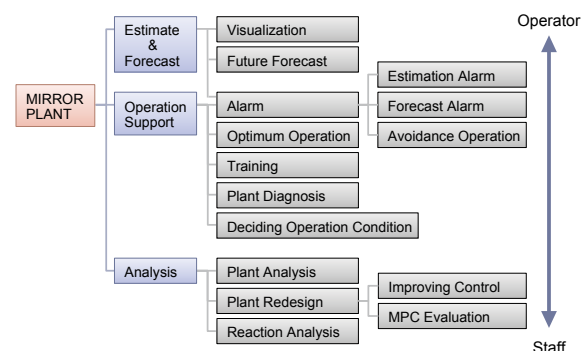 Operator
Estimate
&
Forecast
Visualization
Future Forecast
MIRROR
PLANT
Operation
Support
Alarm
Estimation Alarm
Forecast Alarm
Avoidance Operation
Optimum Operation
Training
Plant Diagnosis
Deciding Operation Condition
Analysis
Plant Analysis
Plant Redesign
Improving Control
MPC Evaluation
Reaction Analysis
Staff